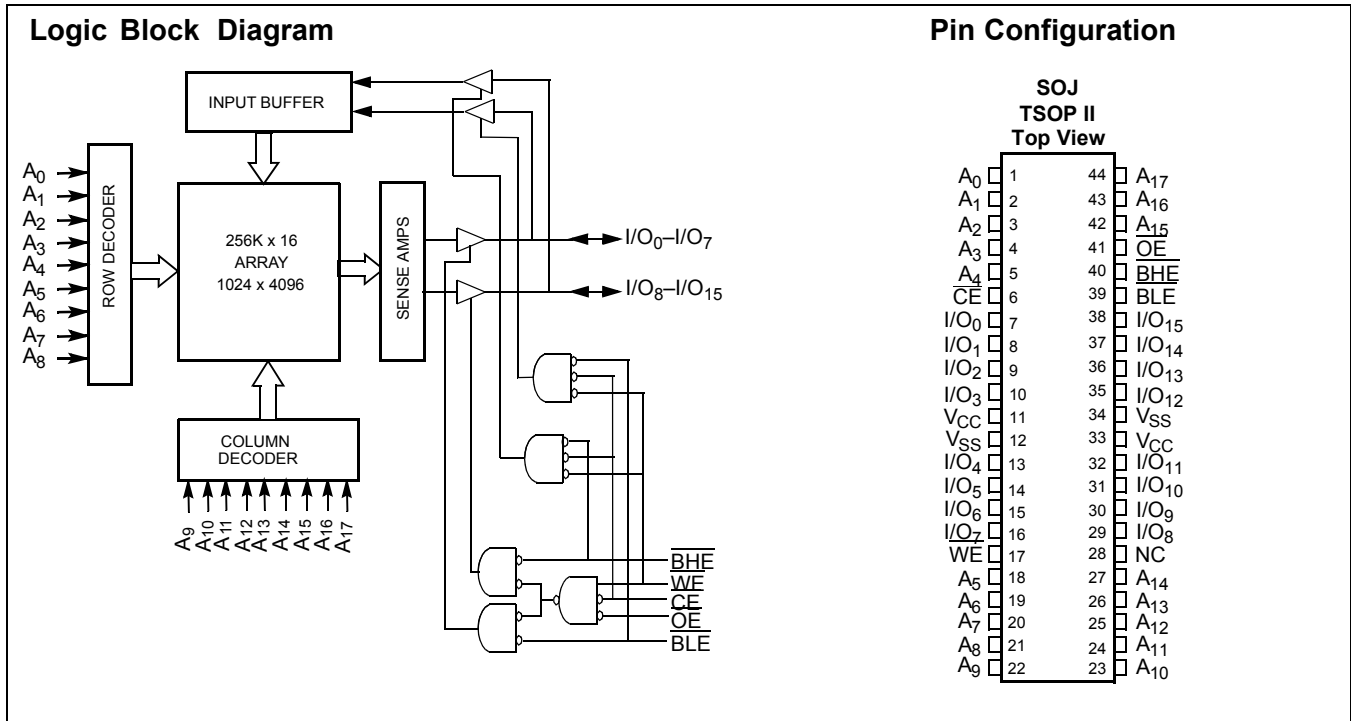 Logic Block Diagram
INPUT BUFFER
A0
A1
A2
A3
A4
A5
A6
A7
A8
ROW DECODER
256K x 16
ARRAY
1024 x 4096
SENSE AMPS
I/O0–I/O7
I/O8–I/O15
COLUMN
DECODER
A9
A10
A11
A12
A13
A14
A15
A16
A17
BHE
WE
CE
OE
BLE
Pin Configuration
SOJ
TSOP II
Top View
A0 1 44 A17
A1 2 43 A16
A2 3 42 A15
A3 4 41 OE
A4 5 40 BHE
CE 6 39 BLE
I/O0 7 38 I/O15
I/O1 8 37 I/O14
I/O2 9 36 I/O13
I/O3 10 35 I/O12
VCC 11 34 VSS
VSS 12 33 VCC
I/O4 13 32 I/O11
I/O5 14 31 I/O10
I/O6 15 30 I/O9
I/O7 16 29 I/O8
WE 17 28 NC
A5 18 27 A14
A6 19 26 A13
A7 20 25 A12
A8 21 24 A11
A9 22 23 A10